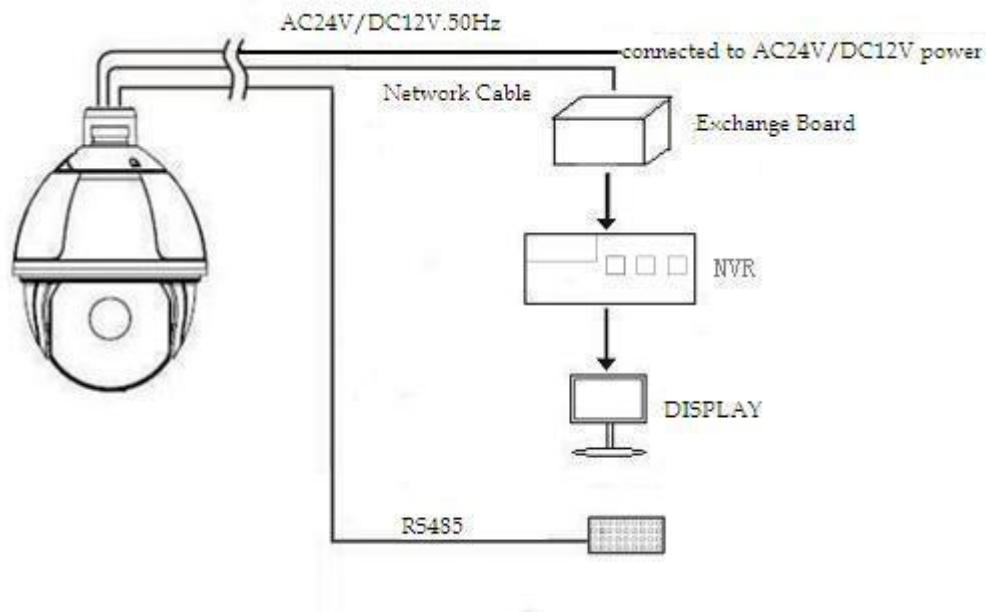 AC24V/DC12V.50Hz
connected to AC24V/DC12V power
Network Cable
Exchange Board
NVR
DISPLAY
RS485